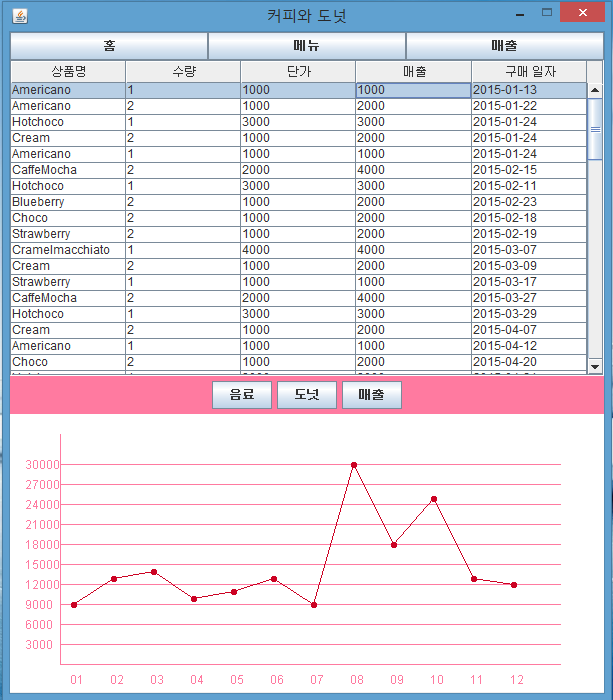 커피와 도넛
홈 메뉴 매출
상품명 수량 단가 매출 구매 일자
Americano 1 1000 1000 2015-01-13
Americano 2 1000 2000 2015-01-22
Hotchoco 1 3000 3000 2015-01-24
Cream 2 1000 2000 2015-01-24
Americano 1 1000 1000 2015-01-24
CaffeMocha 2 2000 4000 2015-02-15
Hotchoco 1 3000 3000 2015-02-11
Blueberry 2 1000 2000 2015-02-23
Choco 2 1000 2000 2015-02-18
Strawberry 2 1000 2000 2015-02-19
Cramelmacchiato 1 4000 4000 2015-03-07
Cream 2 1000 2000 2015-03-09
Strawberry 1 1000 1000 2015-03-17
CaffeMocha 2 2000 4000 2015-03-27
Hotchoco 1 3000 3000 2015-03-29
Cream 2 1000 2000 2015-04-07
Americano 1 1000 1000 2015-04-12
Choco 2 1000 2000 2015-04-20
음료 도넛 매출
30000
27000
24000
21000
18000
15000
12000
9000
6000
3000
01 02 03 04 05 06 07 08 09 10 11 12